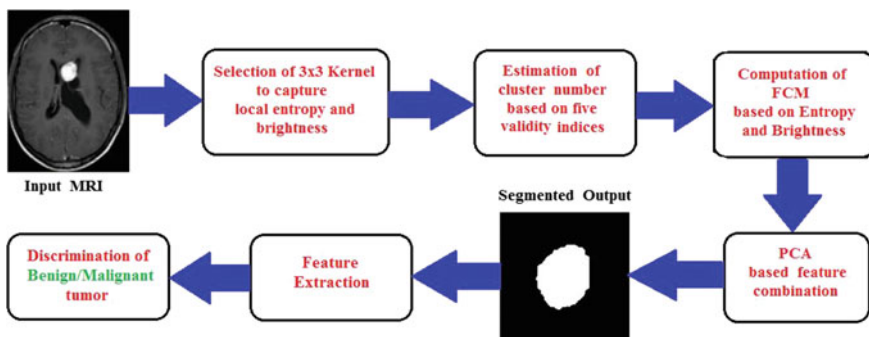 Selection of 3x3 Kernel
to capture
local entropy and
brightness
Estimation of
cluster number
based on five
validity indices
Computation of
FCM
based on Entropy
and Brightness
Input MRI
Segmented Output
PCA
based feature
combination
Feature
Extraction
Discrimination of
Benign/Malignant
tumor